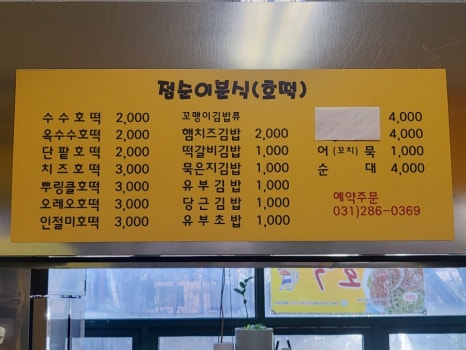 점순이분식(호떡)
수수호떡 2,000
옥수수호떡 2,000
단팥호떡 2,000
치즈호떡 3,000
뿌링클호떡 3,000
오레오호떡 3,000
인절미호떡 3,000
꼬맹이김밥류
햄치즈김밥 2,000
떡갈비김밥 1,000
묵은지김밥 1,000
유부김밥 1,000
당근김밥 1,000
유부초밥 1,000
4,000
4,000
어(꼬치)묵 1,000
순대 4,000
예약주문
031)286-0369